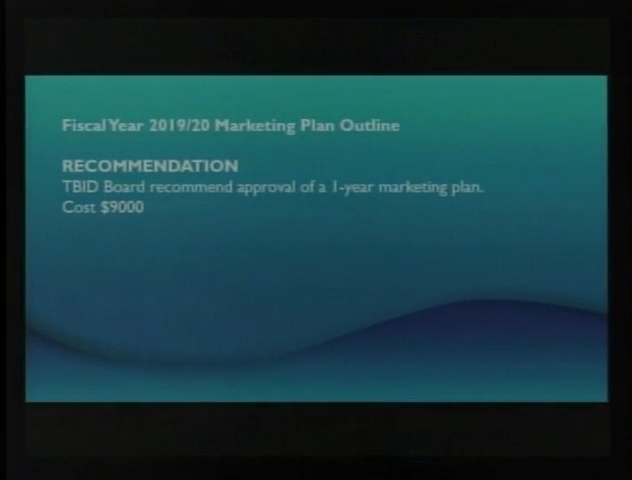 Fiscal Year 2019/20 Marketing Plan Outline
RECOMMENDATION
TBID Board recommend approval of a 1-year marketing plan.
Cost $9000